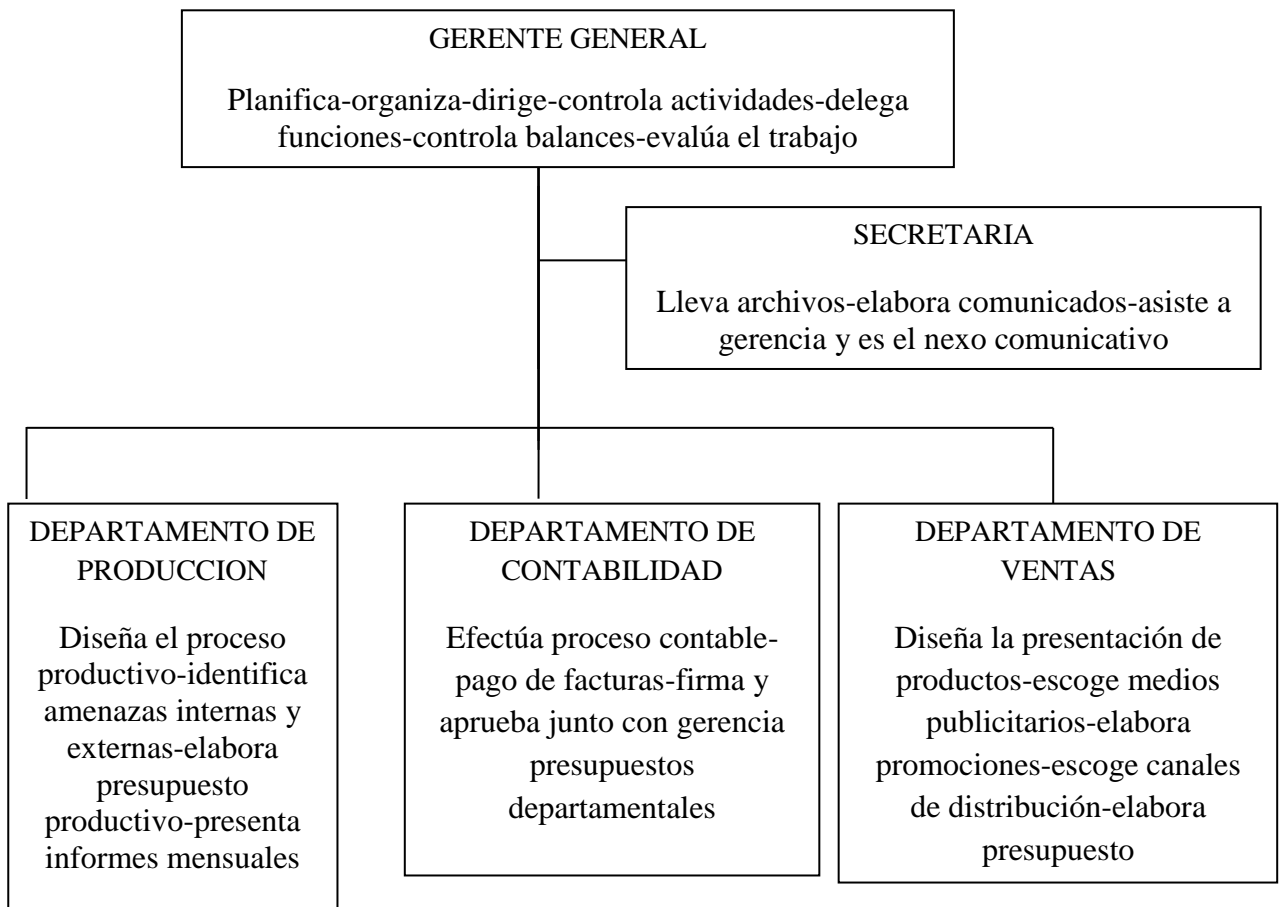 GERENTE GENERAL
Planifica-organiza-dirige-controla actividades-delega
funciones-controla balances-evalúa el trabajo
SECRETARIA
Lleva archivos-elabora comunicados-asiste a
gerencia y es el nexo comunicativo
DEPARTAMENTO DE
PRODUCCION
Diseña el proceso
productivo-identifica
amenazas internas y
externas-elabora
presupuesto
productivo-presenta
informes mensuales
DEPARTAMENTO DE
CONTABILIDAD
Efectúa proceso contable-
pago de facturas-firma y
aprueba junto con gerencia
presupuestos
departamentales
DEPARTAMENTO DE
VENTAS
Diseña la presentación de
productos-escoge medios
publicitarios-elabora
promociones-escoge canales
de distribución-elabora
presupuesto